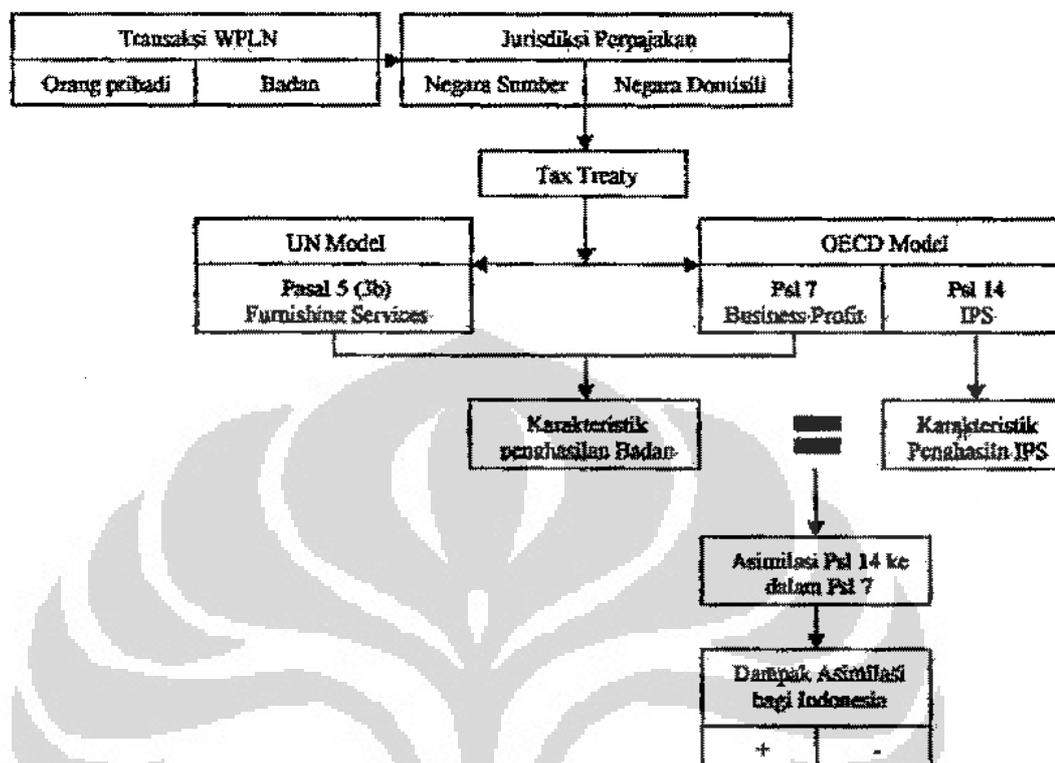 Transaksi WPLN
Orang pribadi Badan
Jurisdiksi Perpajakan
Negara Sumber Negara Domisili
Tax Treaty
UN Model
Pasal 5 (3b)
Furnishing Services
OECD Model
Psl 7
Business Profit
Psl 14
IPS
Karakteristik
penghasilan Badan
=
Karakteristik
Penghasiln IPS
Asimilasi Psl 14 ke
dalam Psl 7
Dampak Asimilasi
bagi Indonesia
+ -